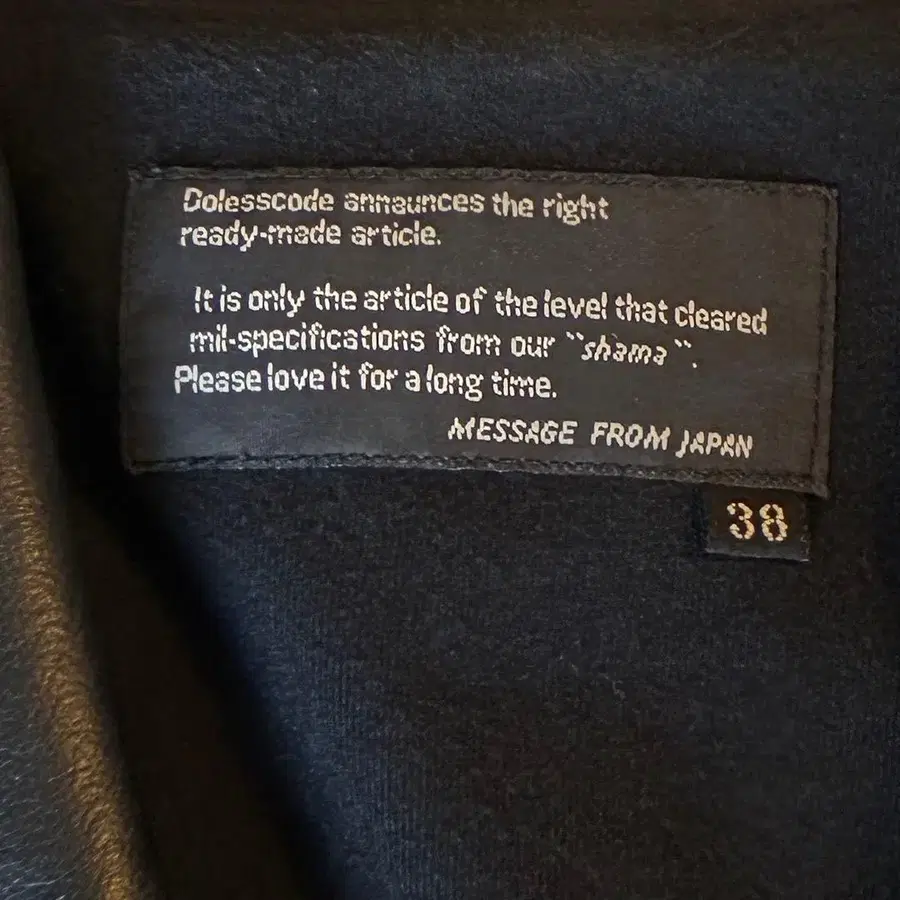 Dolesscode annaunces the right
ready-made article.
It is only the article of the level that cleared
mil-specifications from our "shama".
Please love it for a long time.
MESSAGE FROM JAPAN
38